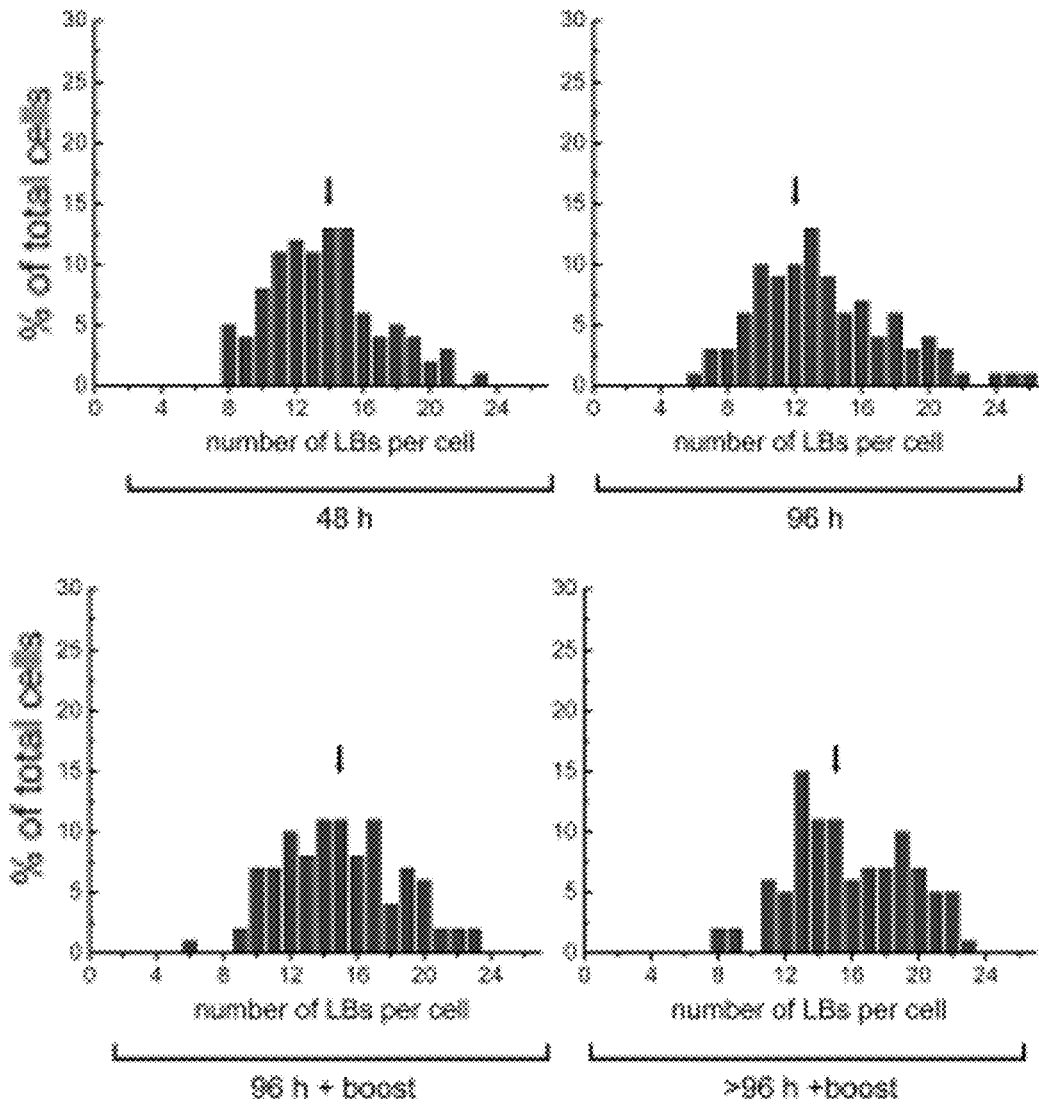 30
25
20
15
10
5
0
% of total cells
0 4 8 12 16 20 24
number of LBs per cell
48 h
30
25
20
15
10
5
0
0 4 8 12 16 20 24
number of LBs per cell
96 h
30
25
20
15
10
5
0
% of total cells
0 4 8 12 16 20 24
number of LBs per cell
96 h + boost
30
25
20
15
10
5
0
0 4 8 12 16 20 24
number of LBs per cell
>96 h +boost